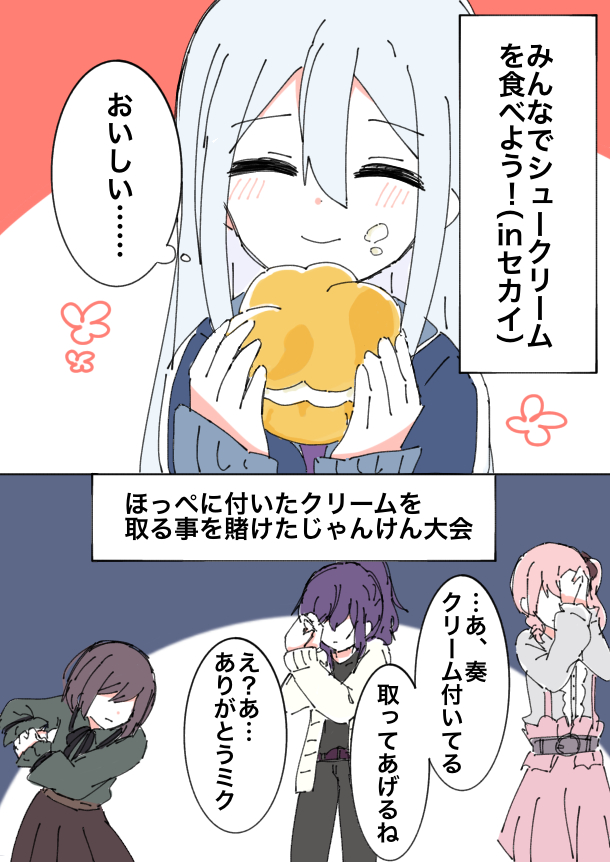 みんなでシュークリーム
を食べよう！(inセカイ)
おいしい……
ほっぺに付いたクリームを
取る事を賭けたじゃんけん大会
…あ、奏
クリーム付いてる
取ってあげるね
え？あ…
ありがとうミク